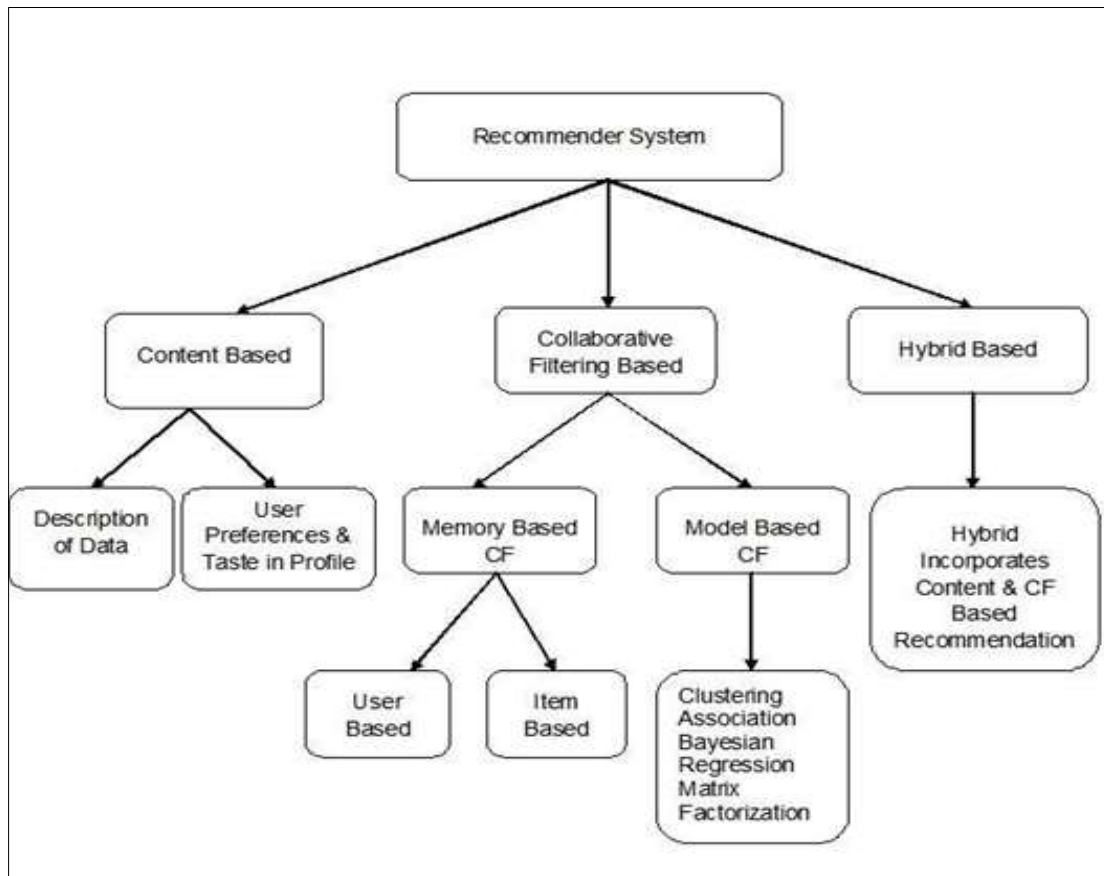 Recommender System
Content Based
Collaborative
Filtering Based
Hybrid Based
Description
of Data
User
Preferences &
Taste in Profile
Memory Based
CF
Model Based
CF
Hybrid
Incorporates
Content & CF
Based
Recommendation
User
Based
Item
Based
Clustering
Association
Bayesian
Regression
Matrix
Factorization